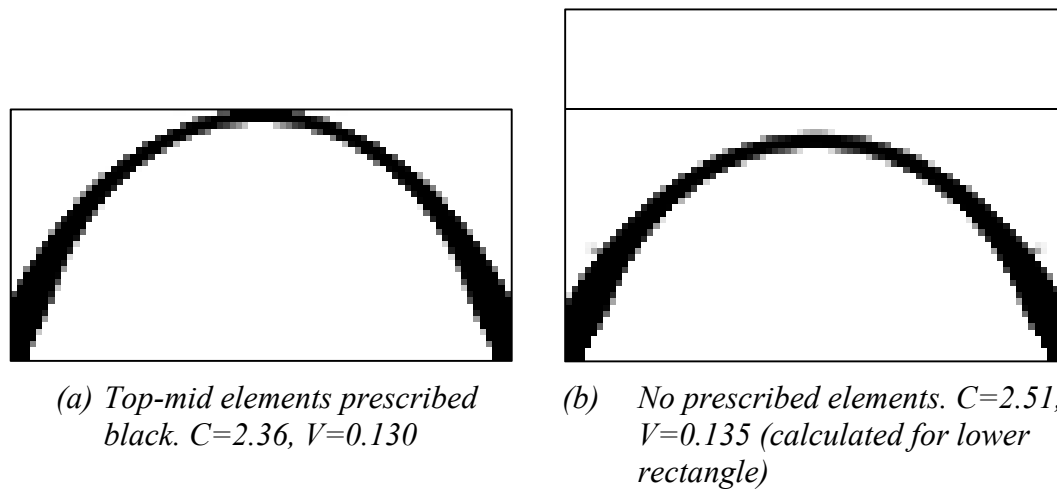 (a) Top-mid elements prescribed
black. C=2.36, V=0.130
(b) No prescribed elements. C=2.51,
V=0.135 (calculated for lower
rectangle)